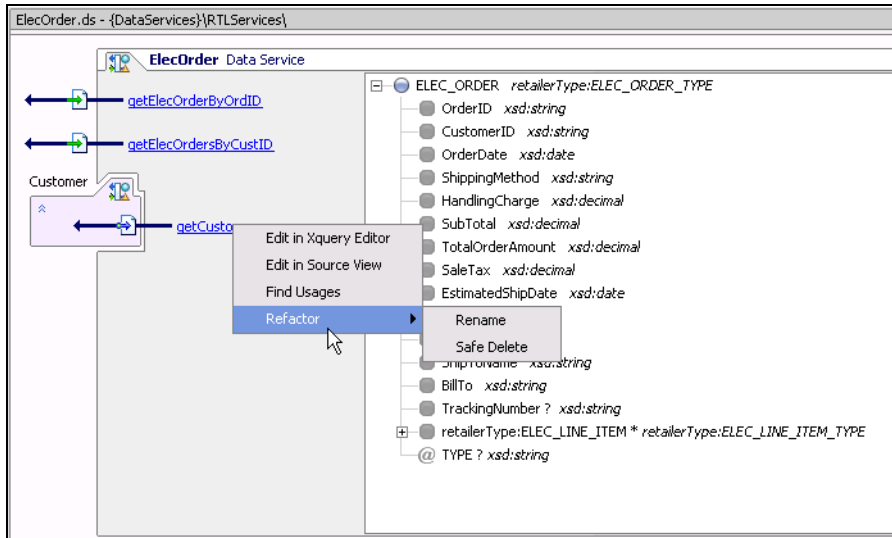 ElecOrder.ds - {DataServices}\RTLServices\
ElecOrder Data Service
getElecOrderByOrdID
getElecOrdersByCustID
Customer
getCusto
Edit in Xquery Editor
Edit in Source View
Find Usages
Refactor
Rename
Safe Delete
ELEC_ORDER retailerType:ELEC_ORDER_TYPE
OrderID xsd:string
CustomerID xsd:string
OrderDate xsd:date
ShippingMethod xsd:string
HandlingCharge xsd:decimal
SubTotal xsd:decimal
TotalOrderAmount xsd:decimal
SaleTax xsd:decimal
EstimatedShipDate xsd:date
ShipToName xsd:string
BillTo xsd:string
TrackingNumber ? xsd:string
retailerType:ELEC_LINE_ITEM * retailerType:ELEC_LINE_ITEM_TYPE
@ TYPE ? xsd:string